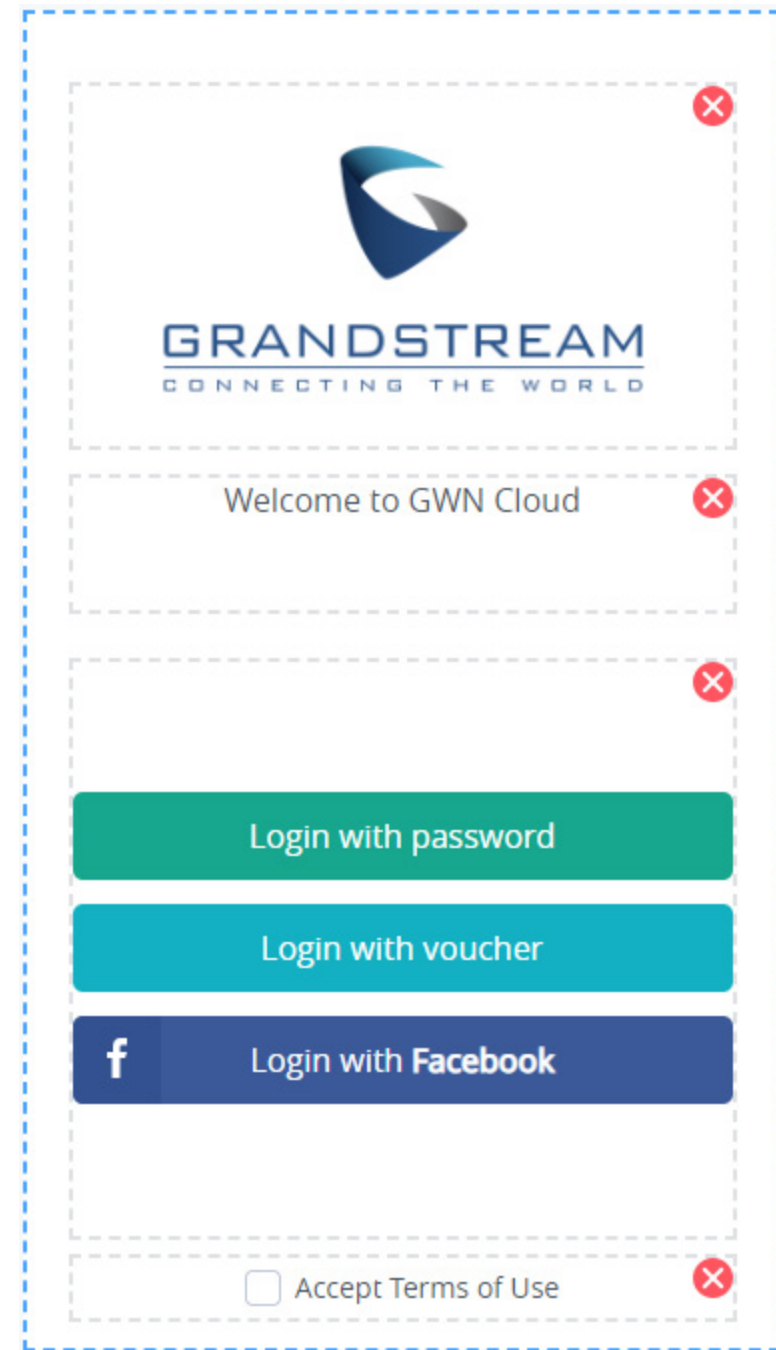 GRANDSTREAM
CONNECTING THE WORLD
Welcome to GWN Cloud
Login with password
Login with voucher
f Login with Facebook
Accept Terms of Use